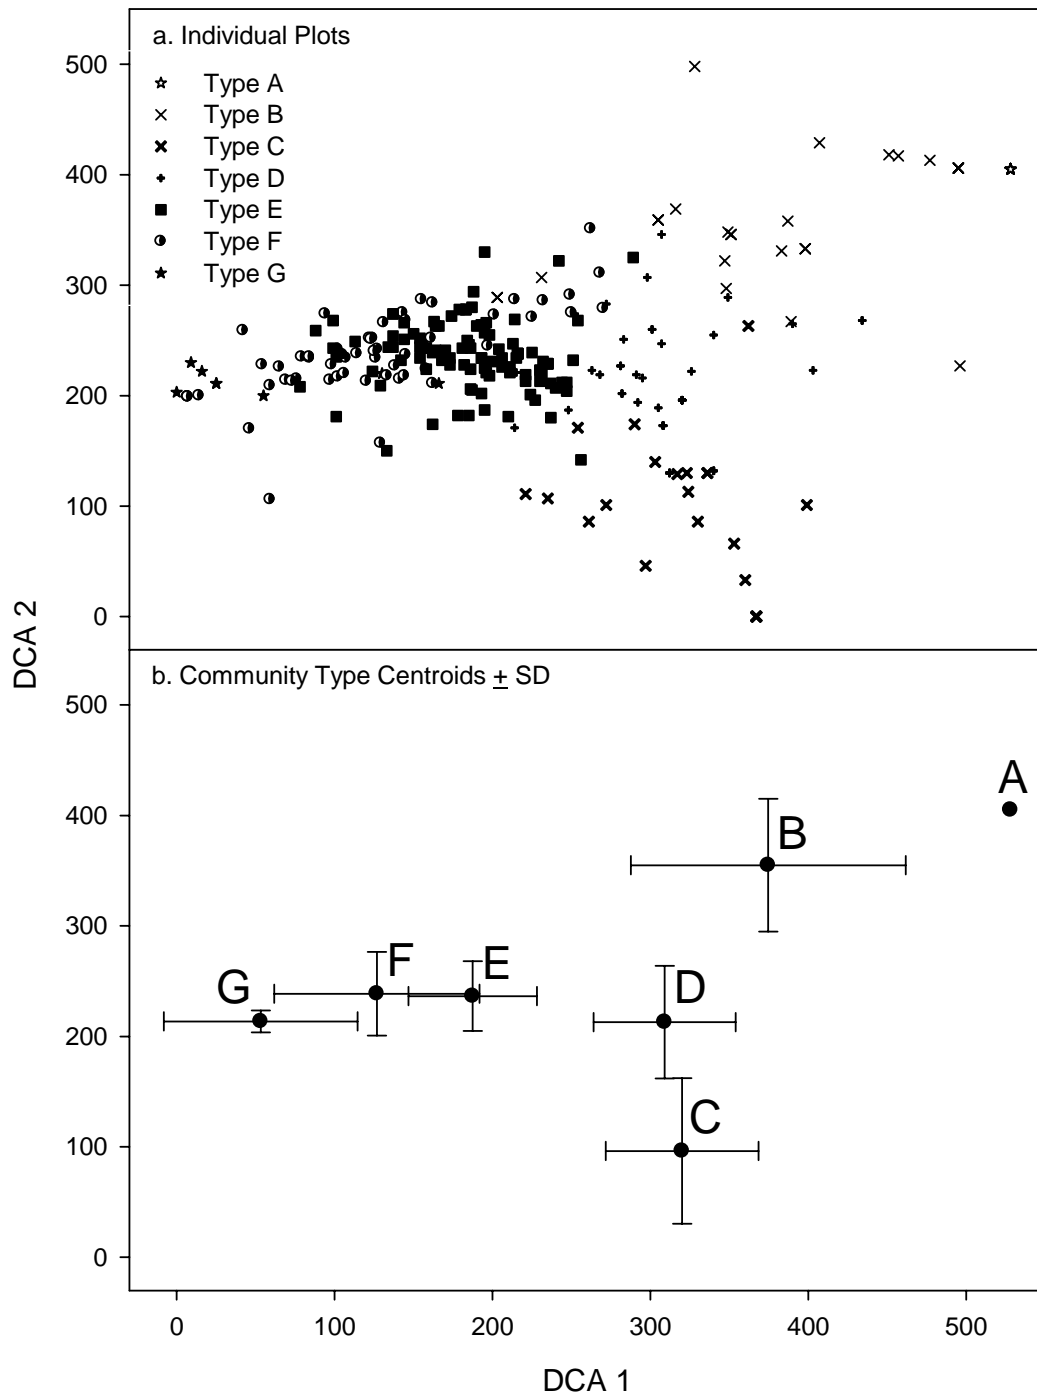 a. Individual Plots
Type A
Type B
Type C
Type D
Type E
Type F
Type G
500
400
300
200
100
0
DCA 2
b. Community Type Centroids ± SD
500
400
300
200
100
0
A
B
G
F
E
D
C
0 100 200 300 400 500
DCA 1